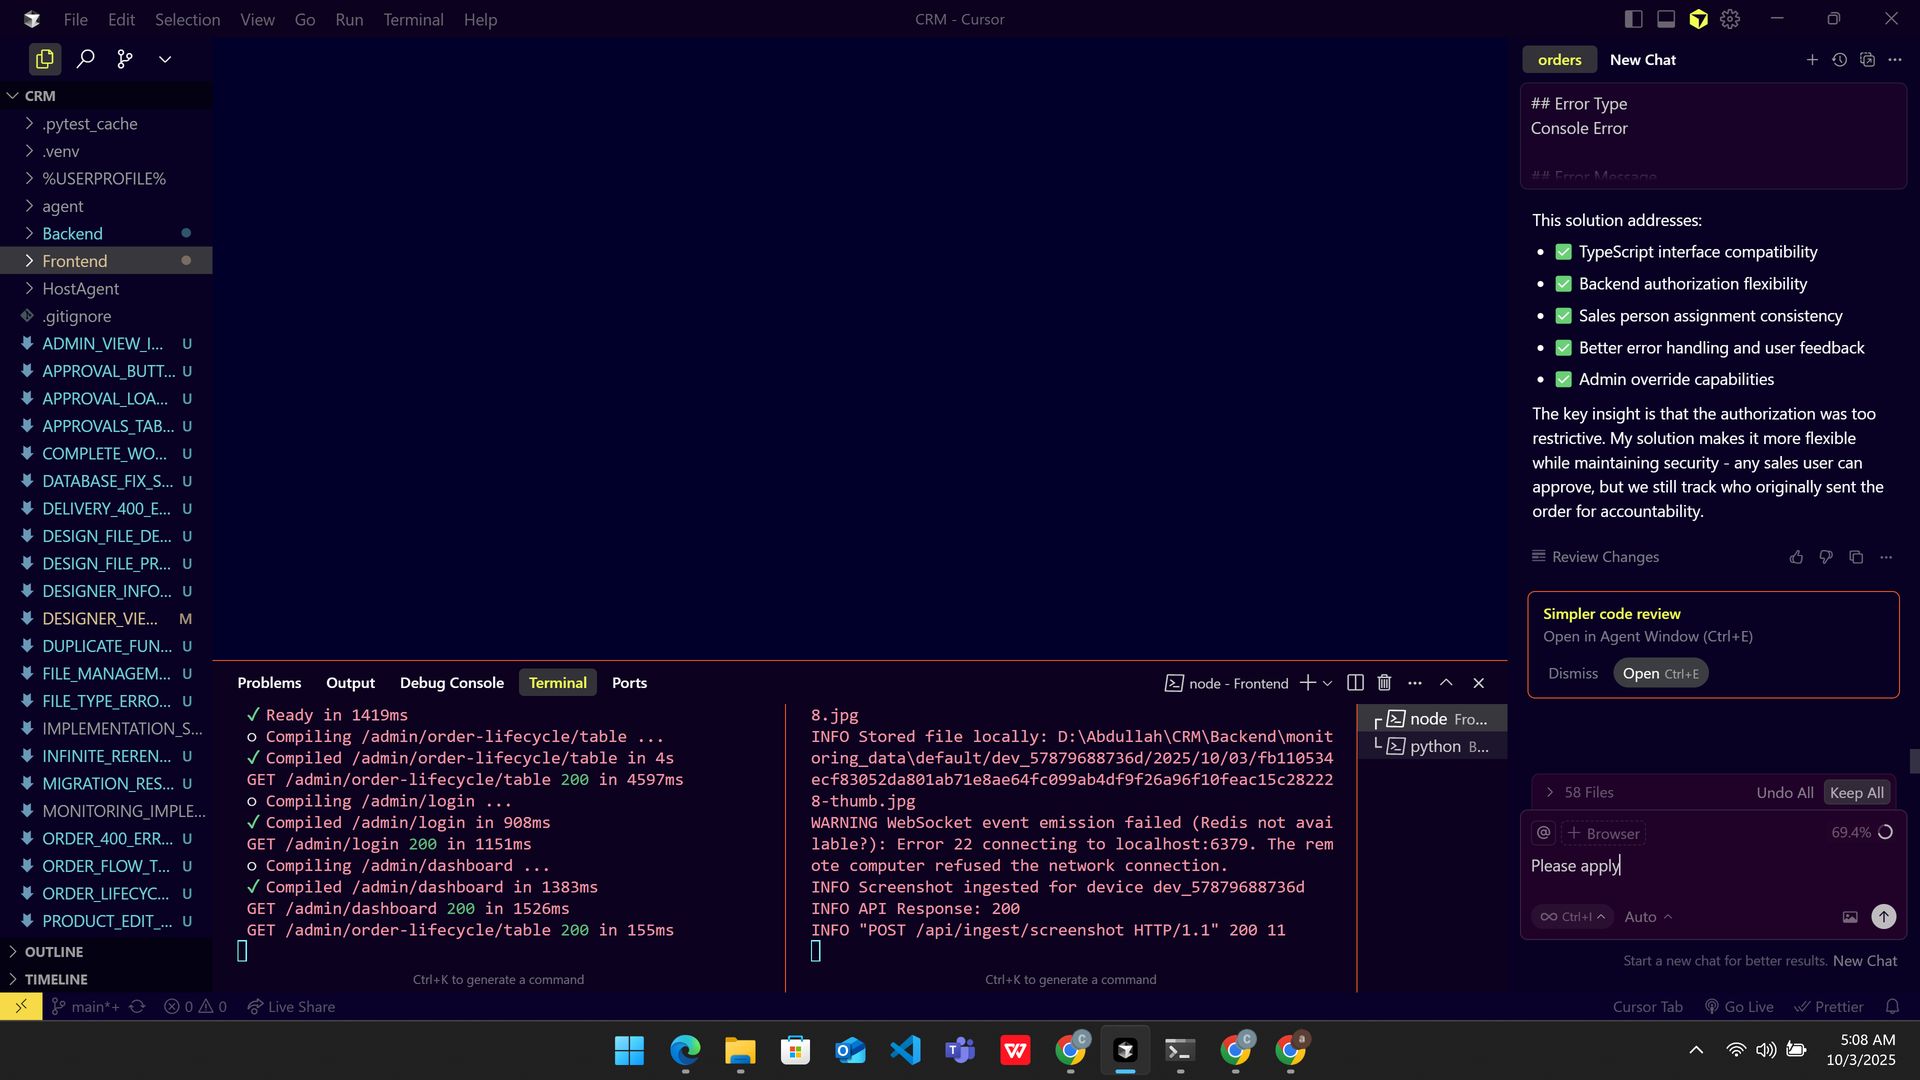 File Edit Selection View Go Run Terminal Help
CRM - Cursor
CRM
.pytest_cache
.venv
%USERPROFILE%
agent
Backend
Frontend
HostAgent
.gitignore
ADMIN_VIEW_I... U
APPROVAL_BUTT... U
APPROVAL_LOA... U
APPROVALS_TAB... U
COMPLETE_WO... U
DATABASE_FIX_S... U
DELIVERY_400_E... U
DESIGN_FILE_DE... U
DESIGN_FILE_PR... U
DESIGNER_INFO... U
DESIGNER_VIE... M
DUPLICATE_FUN... U
FILE_MANAGEM... U
FILE_TYPE_ERRO... U
IMPLEMENTATION_S...
INFINITE_REREN... U
MIGRATION_RES... U
MONITORING_IMPLE...
ORDER_400_ERR... U
ORDER_FLOW_T... U
ORDER_LIFECYC... U
PRODUCT_EDIT_... U
OUTLINE
TIMELINE
Problems Output Debug Console Terminal Ports
node - Frontend
✓ Ready in 1419ms
○ Compiling /admin/order-lifecycle/table ...
✓ Compiled /admin/order-lifecycle/table in 4s
GET /admin/order-lifecycle/table 200 in 4597ms
○ Compiling /admin/login ...
✓ Compiled /admin/login in 908ms
GET /admin/login 200 in 1151ms
○ Compiling /admin/dashboard ...
✓ Compiled /admin/dashboard in 1383ms
GET /admin/dashboard 200 in 1526ms
GET /admin/order-lifecycle/table 200 in 155ms
Ctrl+K to generate a command
8.jpg
INFO Stored file locally: D:\Abdullah\CRM\Backend\monit
oring_data\default/dev_57879688736d/2025/10/03/fb110534
ecf83052da801ab71e8ae64fc099ab4df9f26a96f10feac15c28222
8-thumb.jpg
WARNING WebSocket event emission failed (Redis not avai
lable?): Error 22 connecting to localhost:6379. The rem
ote computer refused the network connection.
INFO Screenshot ingested for device dev_57879688736d
INFO API Response: 200
INFO "POST /api/ingest/screenshot HTTP/1.1" 200 11
Ctrl+K to generate a command
node Fro...
python B...
orders New Chat
## Error Type
Console Error
## Error Message
This solution addresses:
• ✅ TypeScript interface compatibility
• ✅ Backend authorization flexibility
• ✅ Sales person assignment consistency
• ✅ Better error handling and user feedback
• ✅ Admin override capabilities
The key insight is that the authorization was too
restrictive. My solution makes it more flexible
while maintaining security - any sales user can
approve, but we still track who originally sent the
order for accountability.
Review Changes
Simpler code review
Open in Agent Window (Ctrl+E)
Dismiss Open Ctrl+E
58 Files Undo All Keep All
@ + Browser 69.4%
Please apply
∞ Ctrl+I Auto
Start a new chat for better results. New Chat
main*+ 0 0 Live Share
Cursor Tab Go Live Prettier
5:08 AM
10/3/2025